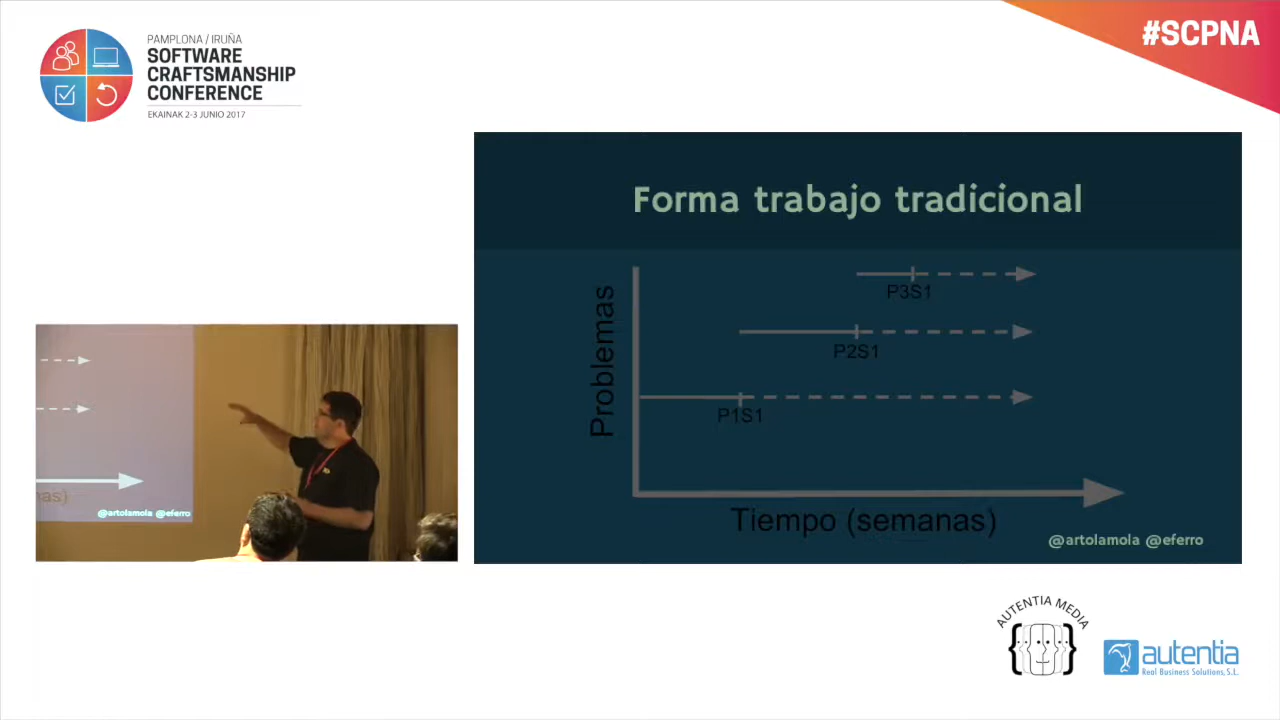 PAMPLONA / IRUÑA
SOFTWARE
CRAFTSMANSHIP
CONFERENCE
EKAINAK 2-3 JUNIO 2017
#SCPNA
Forma trabajo tradicional
Problemas
P3S1
P2S1
P1S1
Tiempo (semanas)
@artolamola @eferro
nas)
@artolamola @eferro
AUTENTIA MEDIA
autentia
Real Business Solutions, S.L.